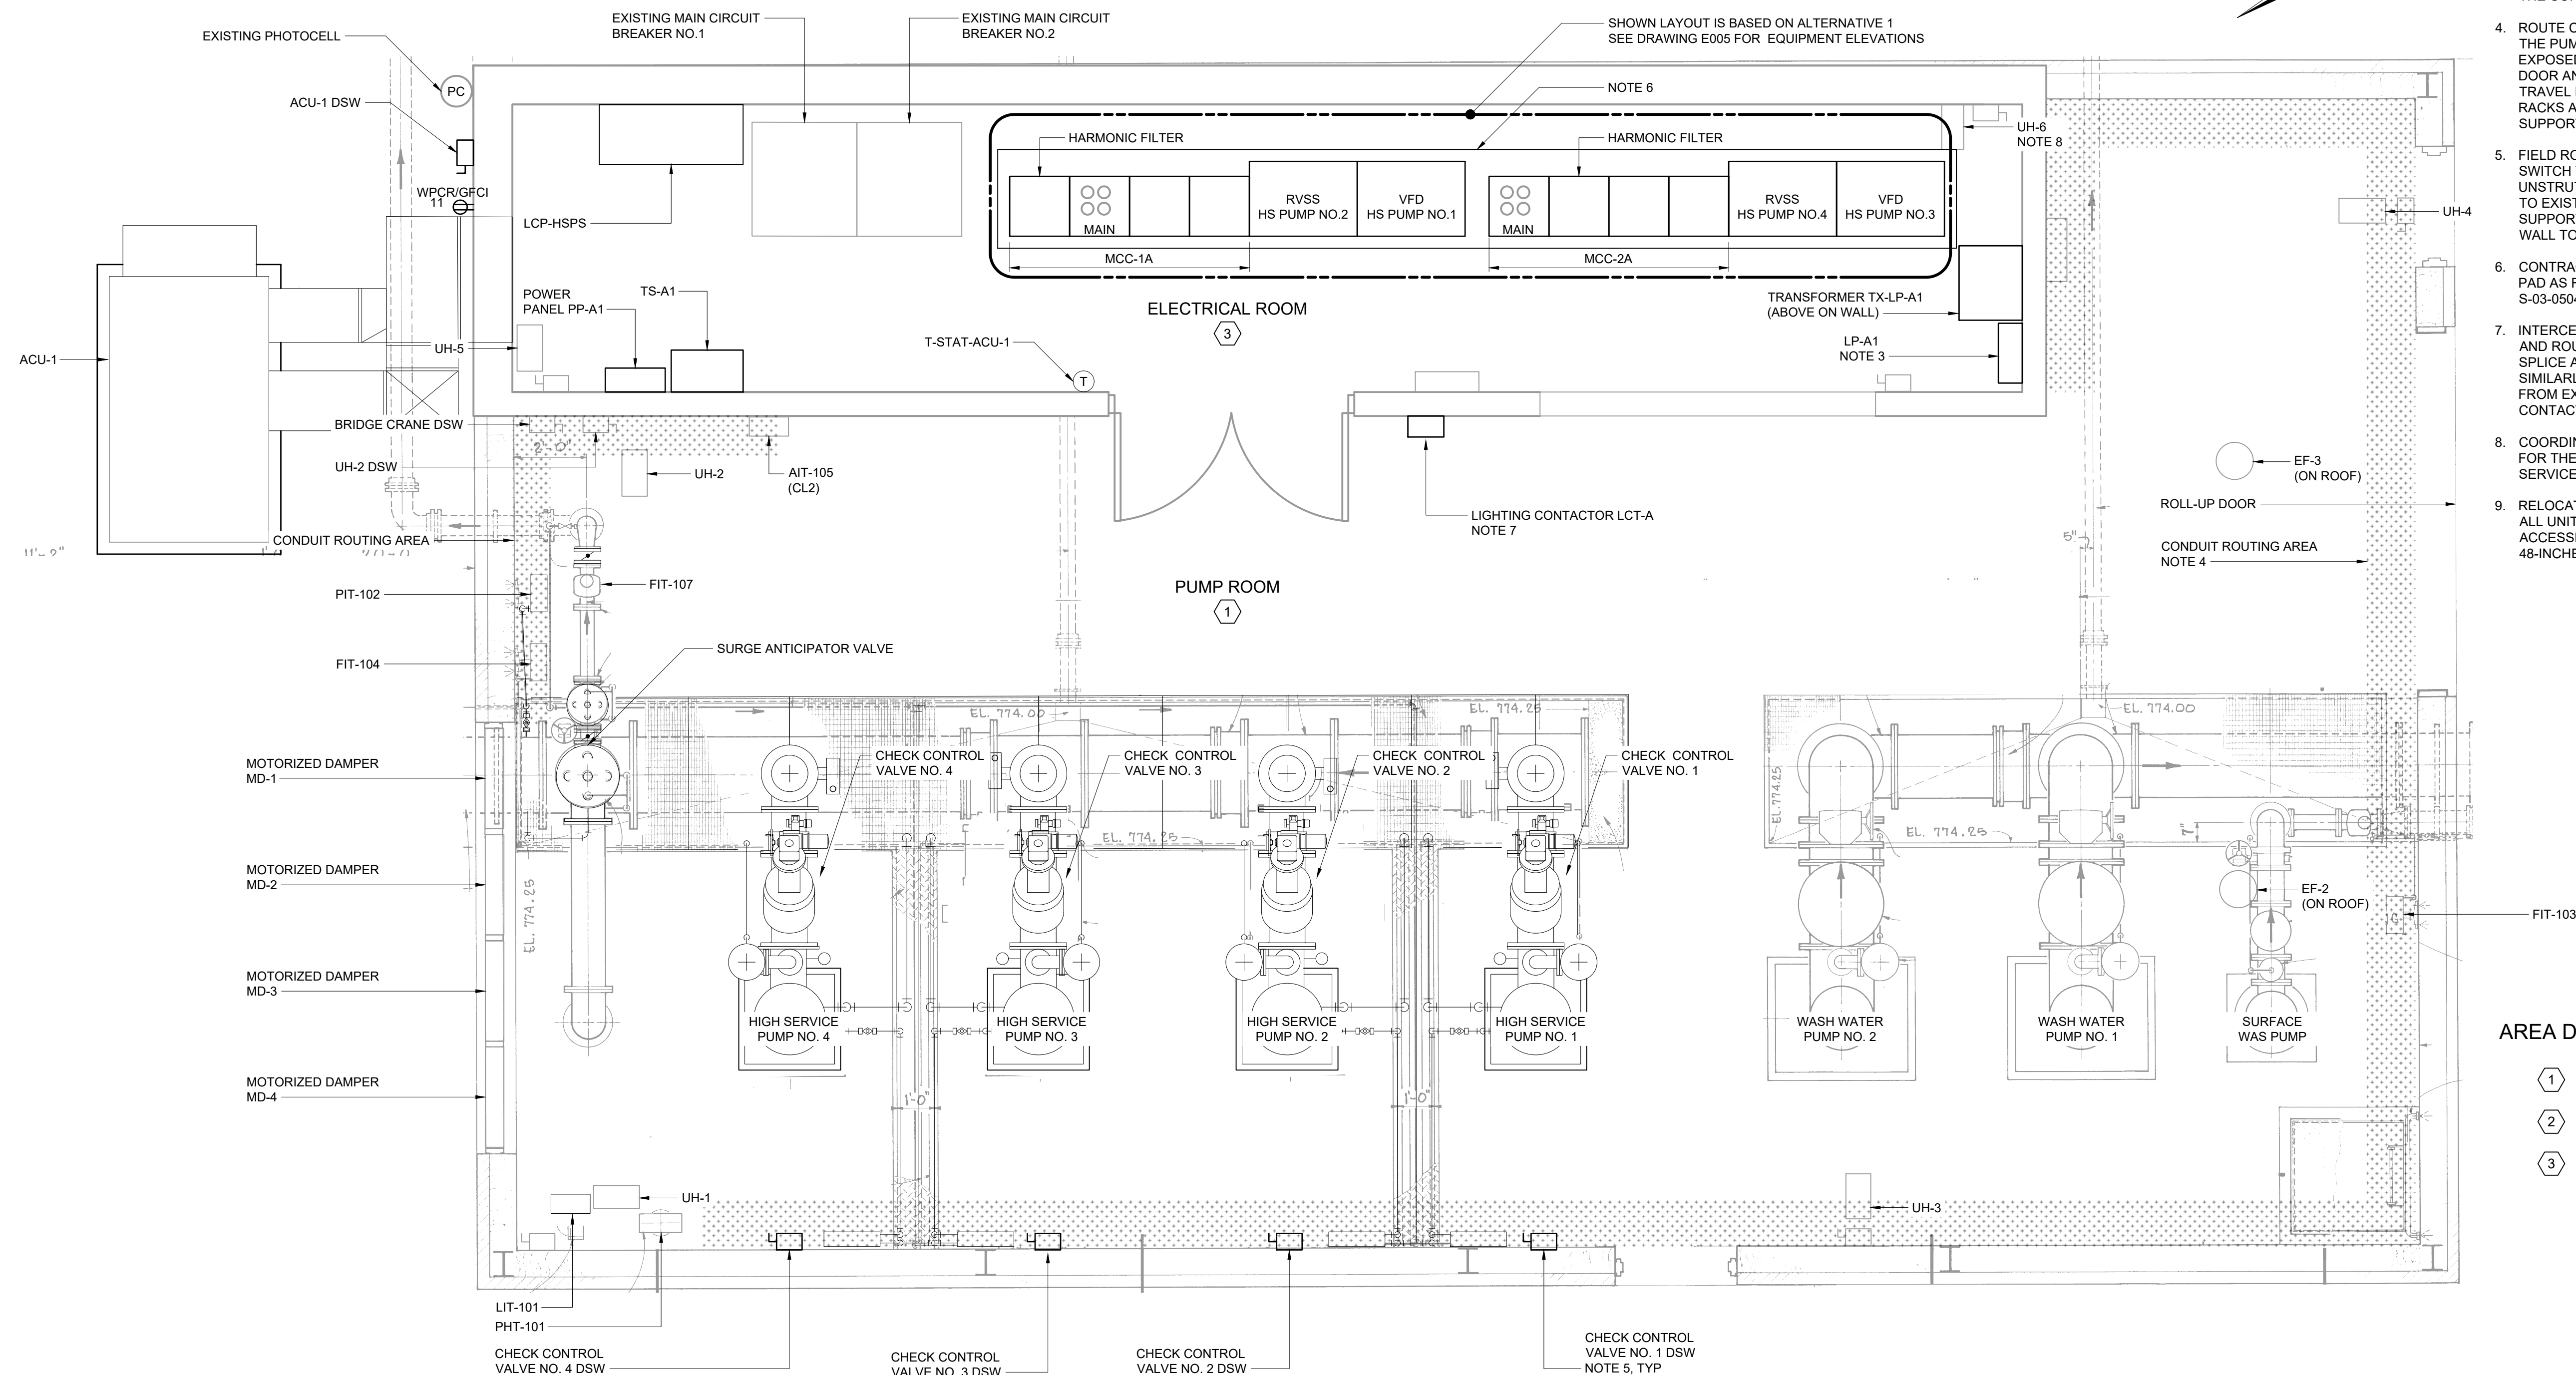 EXISTING PHOTOCELL
EXISTING MAIN CIRCUIT
BREAKER NO.1
EXISTING MAIN CIRCUIT
BREAKER NO.2
SHOWN LAYOUT IS BASED ON ALTERNATIVE 1
SEE DRAWING E005 FOR EQUIPMENT ELEVATIONS
PC
ACU-1 DSW
NOTE 6
HARMONIC FILTER
HARMONIC FILTER
UH-6
NOTE 8
WPCR/GFCI
11
LCP-HSPS
MAIN
RVSS
HS PUMP NO.2
VFD
HS PUMP NO.1
MAIN
RVSS
HS PUMP NO.4
VFD
HS PUMP NO.3
UH-4
MCC-1A
MCC-2A
POWER
PANEL PP-A1
TS-A1
ELECTRICAL ROOM
3
TRANSFORMER TX-LP-A1
(ABOVE ON WALL)
ACU-1
UH-5
T-STAT-ACU-1
T
LP-A1
NOTE 3
BRIDGE CRANE DSW
2'-0"
UH-2 DSW
UH-2
AIT-105
(CL2)
EF-3
(ON ROOF)
ROLL-UP DOOR
LIGHTING CONTACTOR LCT-A
NOTE 7
CONDUIT ROUTING AREA
11'-2"
5"
CONDUIT ROUTING AREA
NOTE 4
PIT-102
FIT-107
PUMP ROOM
1
FIT-104
SURGE ANTICIPATOR VALVE
EL. 774.00
EL. 774.25
EL. 774.00
MOTORIZED DAMPER
MD-1
CHECK CONTROL
VALVE NO. 4
CHECK CONTROL
VALVE NO. 3
CHECK CONTROL
VALVE NO. 2
CHECK CONTROL
VALVE NO. 1
EL. 774.25
EL. 774.25
EL. 774.25
7"
MOTORIZED DAMPER
MD-2
EL. 774.25
EF-2
(ON ROOF)
FIT-103
MOTORIZED DAMPER
MD-3
HIGH SERVICE
PUMP NO. 4
HIGH SERVICE
PUMP NO. 3
HIGH SERVICE
PUMP NO. 2
HIGH SERVICE
PUMP NO. 1
WASH WATER
PUMP NO. 2
WASH WATER
PUMP NO. 1
SURFACE
WAS PUMP
MOTORIZED DAMPER
MD-4
1'-0"
1'-0"
UH-1
UH-3
LIT-101
PHT-101
CHECK CONTROL
VALVE NO. 4 DSW
CHECK CONTROL
VALVE NO. 3 DSW
CHECK CONTROL
VALVE NO. 2 DSW
CHECK CONTROL
VALVE NO. 1 DSW
NOTE 5, TYP
4. ROUTE
THE PUM
EXPOSE
DOOR AN
TRAVEL
RACKS A
SUPPOR
5. FIELD RO
SWITCH
UNSTRU
TO EXIST
SUPPOR
WALL TO
6. CONTRA
PAD AS
S-03-0504
7. INTERCE
AND ROU
SPLICE A
SIMILARL
FROM EX
CONTAC
8. COORDIN
FOR THE
SERVICE
9. RELOCAT
ALL UNIT
ACCESSI
48-INCHE
AREA D
1
2
3